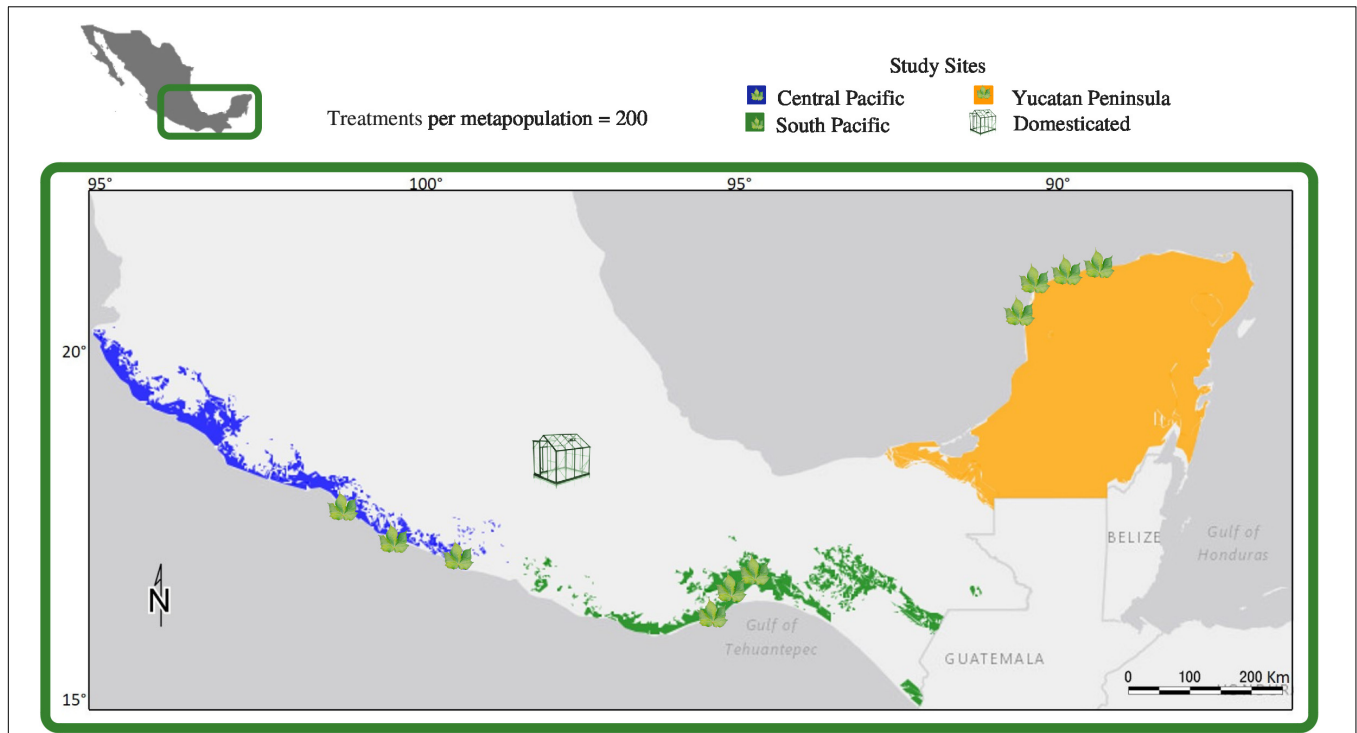 Study Sites
Treatments per metapopulation = 200
Central Pacific
Yucatan Peninsula
South Pacific
Domesticated
95°
100°
95°
90°
20°
15°
N
BELIZE
Gulf of
Honduras
Gulf of
Tehuantepec
GUATEMALA
0 100 200 Km